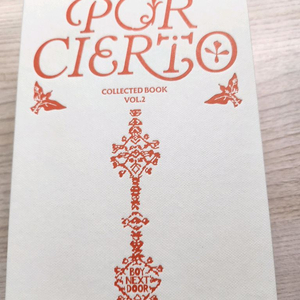 POR
CIERTO
COLLECTED BOOK
VOL.2
BOY
NEXT
DOOR